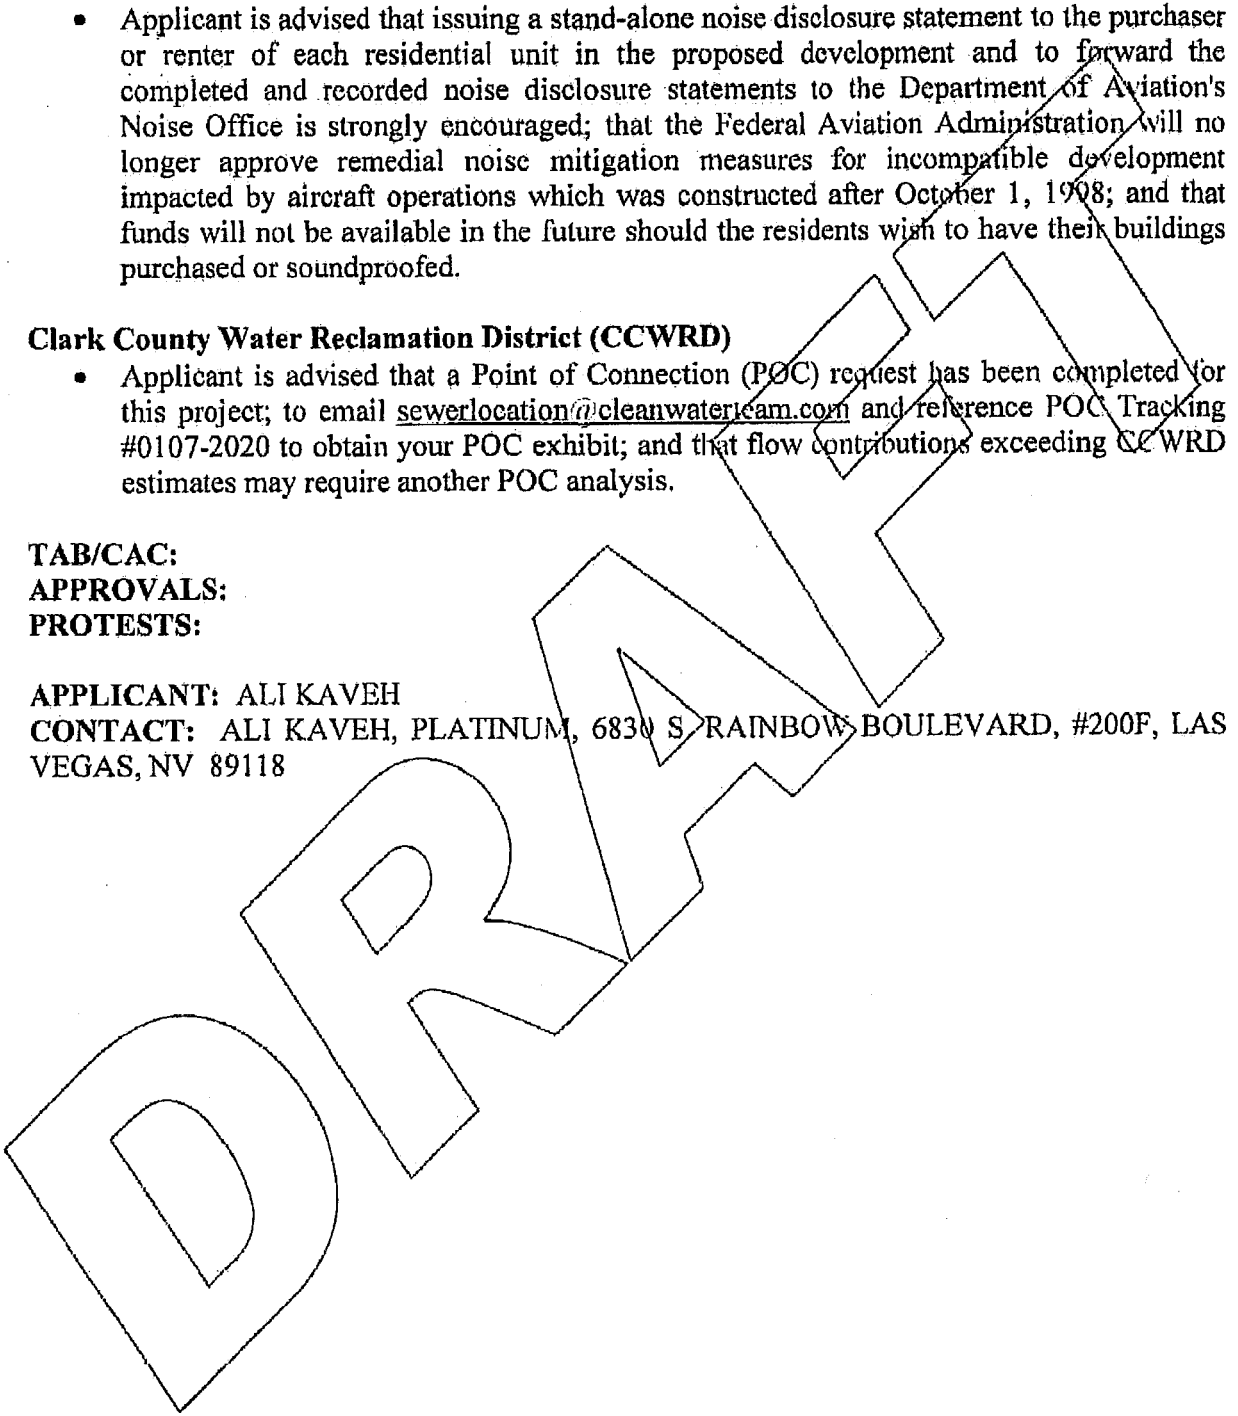 • Applicant is advised that issuing a stand-alone noise disclosure statement to the purchaser
or renter of each residential unit in the proposed development and to forward the
completed and recorded noise disclosure statements to the Department of Aviation's
Noise Office is strongly encouraged; that the Federal Aviation Administration will no
longer approve remedial noise mitigation measures for incompatible development
impacted by aircraft operations which was constructed after October 1, 1998; and that
funds will not be available in the future should the residents wish to have their buildings
purchased or soundproofed.
Clark County Water Reclamation District (CCWRD)
• Applicant is advised that a Point of Connection (POC) request has been completed for
this project; to email sewerlocation@cleanwaterteam.com and reference POC Tracking
#0107-2020 to obtain your POC exhibit; and that flow contributions exceeding CCWRD
estimates may require another POC analysis.
TAB/CAC:
APPROVALS:
PROTESTS:
APPLICANT: ALI KAVEH
CONTACT: ALI KAVEH, PLATINUM, 6830 S RAINBOW BOULEVARD, #200F, LAS
VEGAS, NV 89118
DRAFT